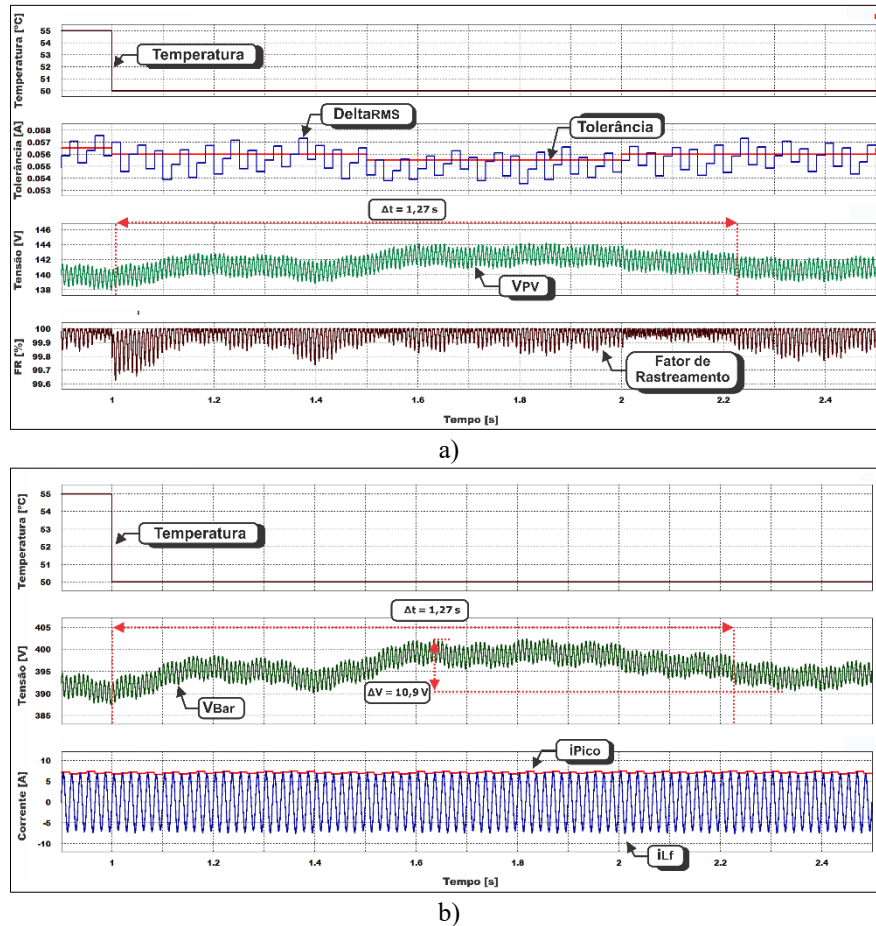 Temperatura [°C]
55
54
53
52
51
50
Temperatura
Tolerância [A]
0.058
0.057
0.056
0.055
0.054
0.053
DeltaRMS
Tolerância
Δt = 1,27 s
Tensão [V]
146
144
142
140
138
VPV
FR [%]
100
99.9
99.8
99.7
99.6
Fator de
Rastreamento
1
1.2
1.4
1.6
1.8
2
2.2
2.4
Tempo [s]
a)
Temperatura [°C]
55
54
53
52
51
50
Temperatura
Δt = 1,27 s
Tensão [V]
405
400
395
390
385
VBar
ΔV = 10,9 V
Corrente [A]
10
5
0
-5
-10
iPico
iLf
1
1.2
1.4
1.6
1.8
2
2.2
2.4
Tempo [s]
b)